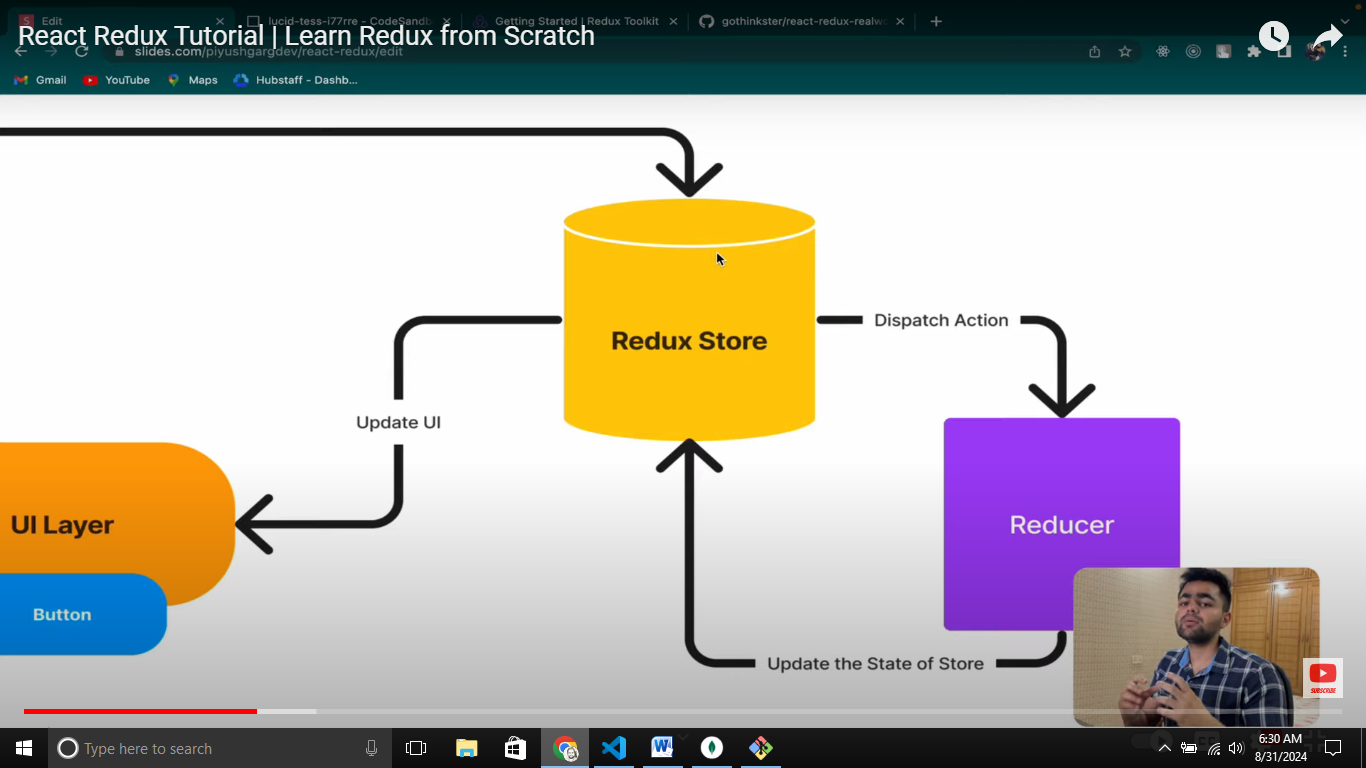 Edit
lucid-tess-i77rre - CodeSandb
Getting Started | Redux Toolkit
gothinkster/react-redux-realwo
React Redux Tutorial | Learn Redux from Scratch
slides.com/piyushgargdev/react-redux/edit
Gmail
YouTube
Maps
Hubstaff - Dashb...
Redux Store
Dispatch Action
Update UI
UI Layer
Reducer
Button
Update the State of Store
SUBSCRIBE
Type here to search
6:30 AM
8/31/2024